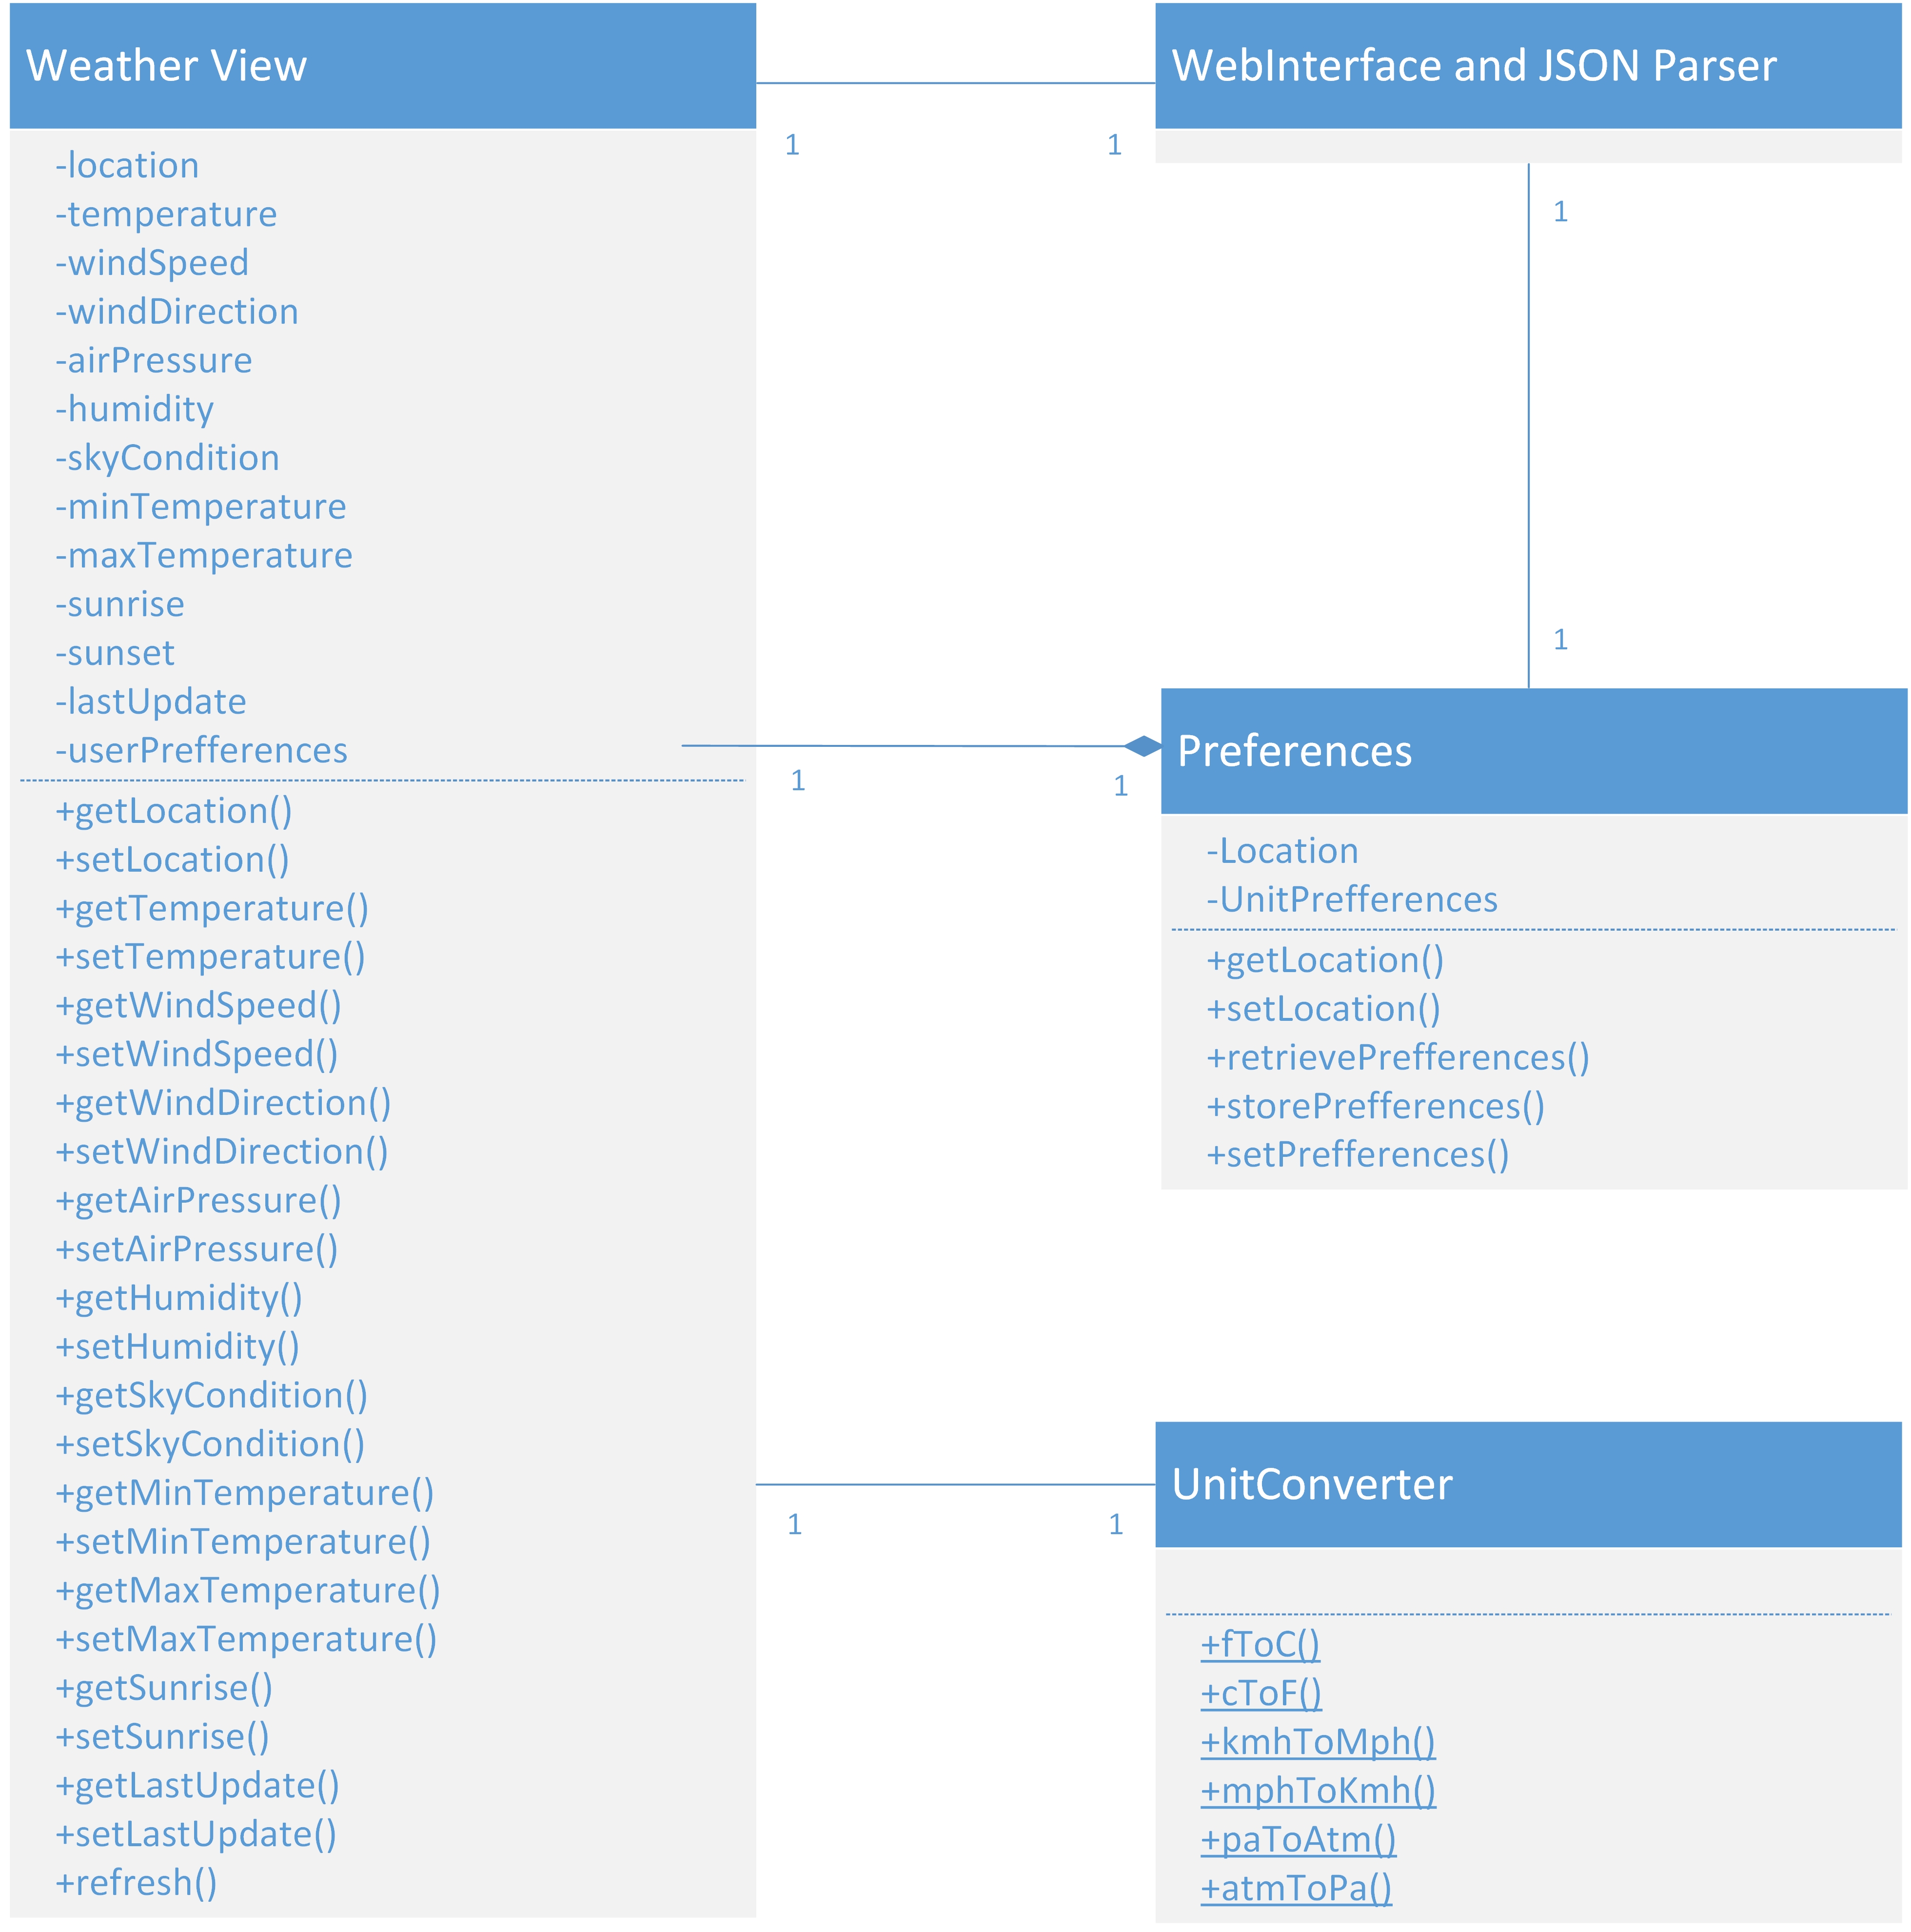 Weather View
-location
-temperature
-windSpeed
-windDirection
-airPressure
-humidity
-skyCondition
-minTemperature
-maxTemperature
-sunrise
-sunset
-lastUpdate
-userPrefferences
+getLocation()
+setLocation()
+getTemperature()
+setTemperature()
+getWindSpeed()
+setWindSpeed()
+getWindDirection()
+setWindDirection()
+getAirPressure()
+setAirPressure()
+getHumidity()
+setHumidity()
+getSkyCondition()
+setSkyCondition()
+getMinTemperature()
+setMinTemperature()
+getMaxTemperature()
+setMaxTemperature()
+getSunrise()
+setSunrise()
+getLastUpdate()
+setLastUpdate()
+refresh()
1 1
WebInterface and JSON Parser
1
1
1 1
Preferences
-Location
-UnitPrefferences
+getLocation()
+setLocation()
+retrievePrefferences()
+storePrefferences()
+setPrefferences()
1 1
UnitConverter
+fToC()
+cToF()
+kmhToMph()
+mphToKmh()
+paToAtm()
+atmToPa()